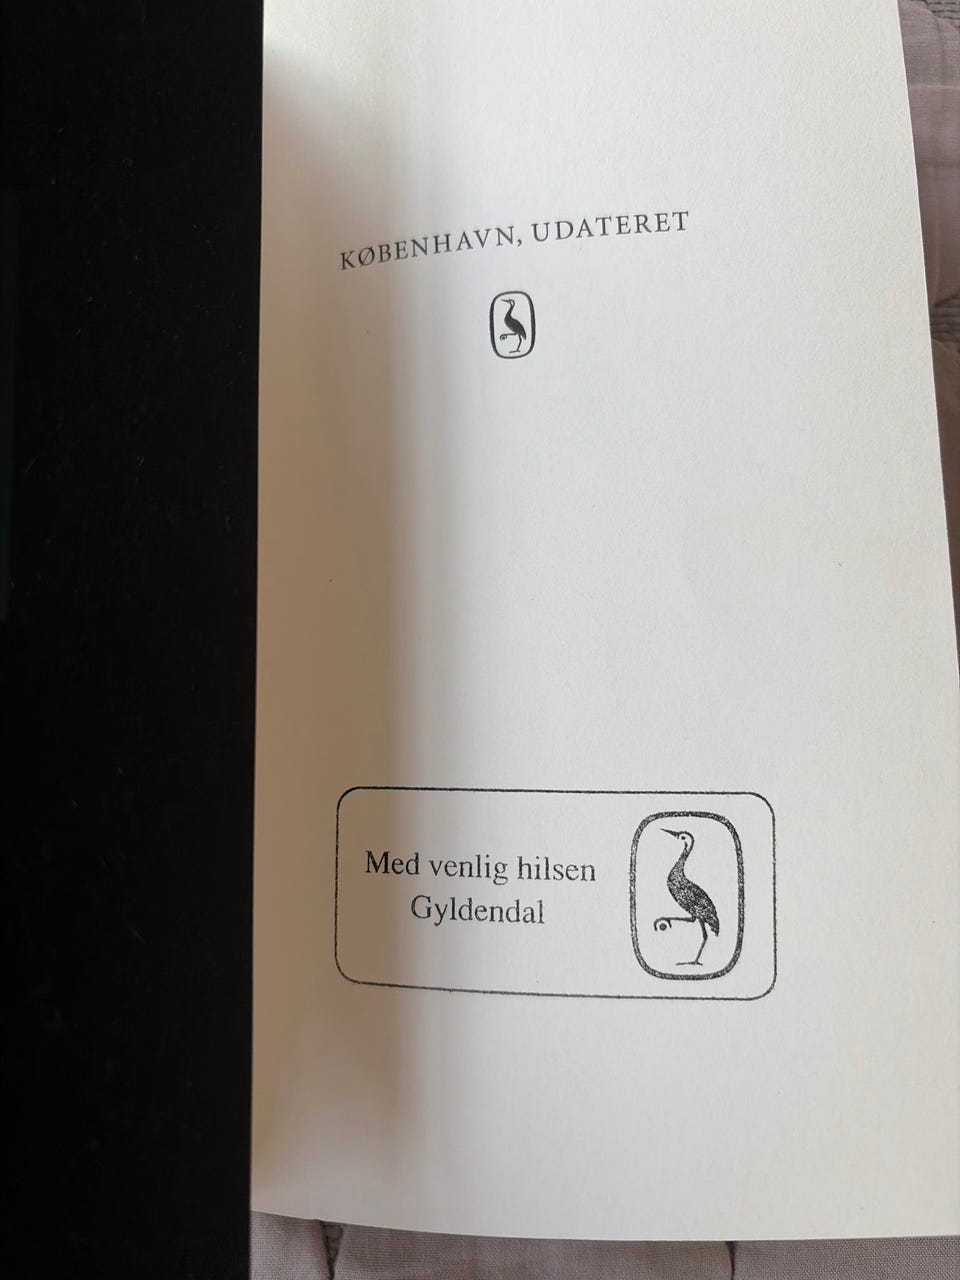 KØBENHAVN, UDATERET
Med venlig hilsen
Gyldendal